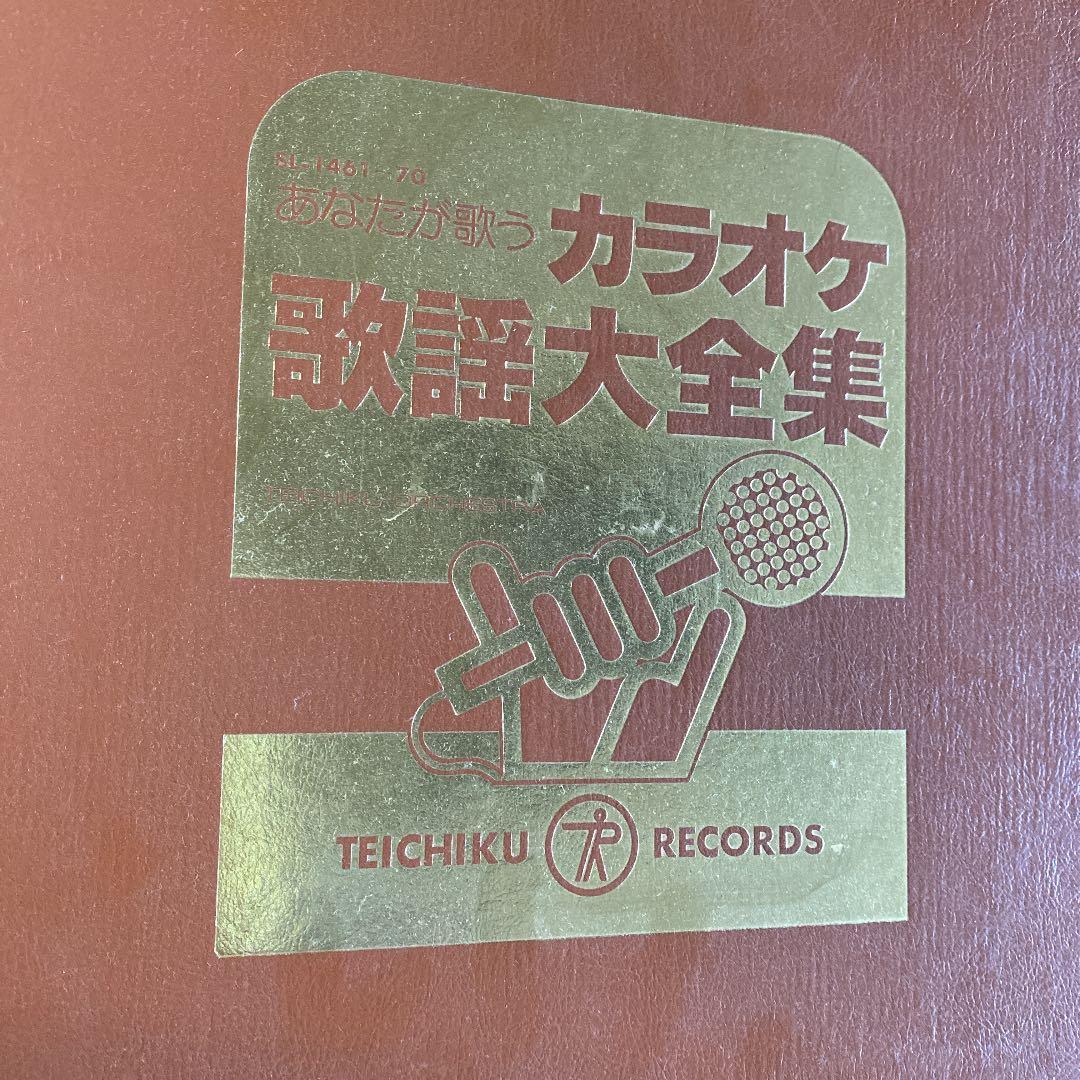 SL-1461~70
あなたが歌う カラオケ
歌謡大全集
TEICHIKU ORCHESTRA
TEICHIKU RECORDS